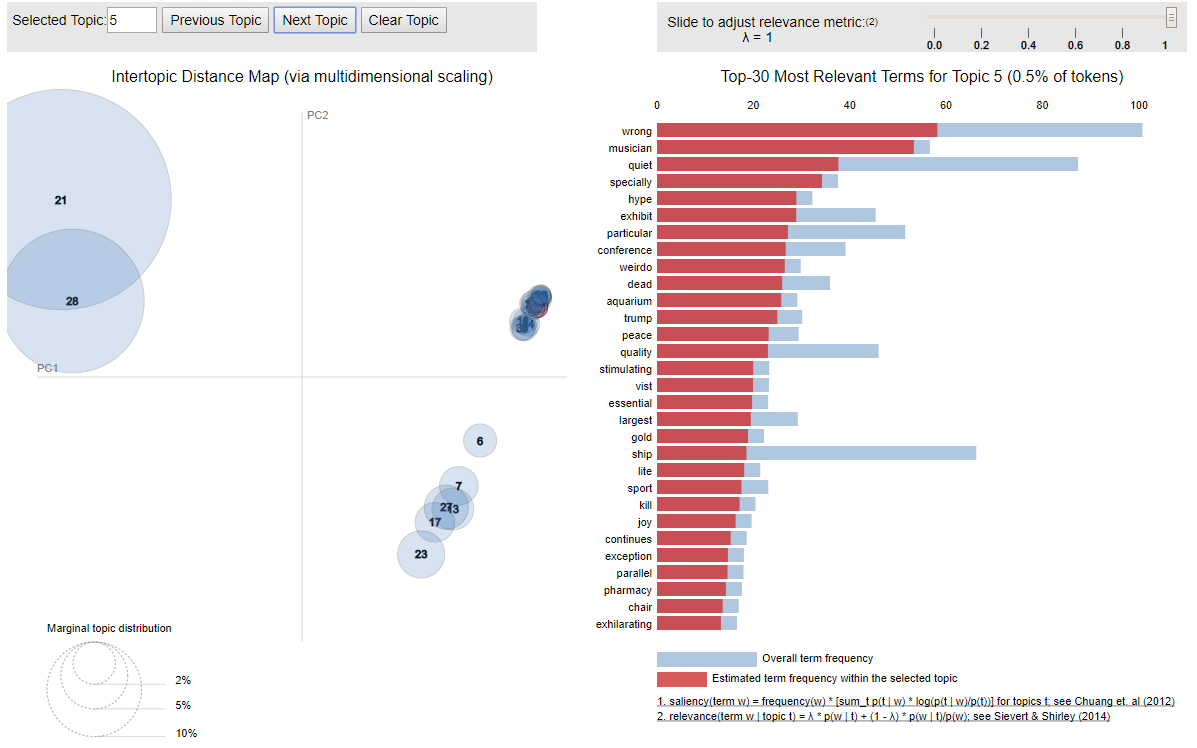 Selected Topic: 5 Previous Topic Next Topic Clear Topic
Slide to adjust relevance metric:(2)
λ = 1
0.0 0.2 0.4 0.6 0.8 1
Intertopic Distance Map (via multidimensional scaling)
PC2
21
28
PC1
6
7
27
13
17
23
Marginal topic distribution
2%
5%
10%
Top-30 Most Relevant Terms for Topic 5 (0.5% of tokens)
0 20 40 60 80 100
wrong
musician
quiet
specially
hype
exhibit
particular
conference
weirdo
dead
aquarium
trump
peace
quality
stimulating
vist
essential
largest
gold
ship
lite
sport
kill
joy
continues
exception
parallel
pharmacy
chair
exhilarating
Overall term frequency
Estimated term frequency within the selected topic
1. saliency(term w) = frequency(w) * [sum_t p(t | w) * log(p(t | w)/p(t))] for topics t; see Chuang et. al (2012)
2. relevance(term w | topic t) = λ * p(w | t) + (1 - λ) * p(w | t)/p(w); see Sievert & Shirley (2014)